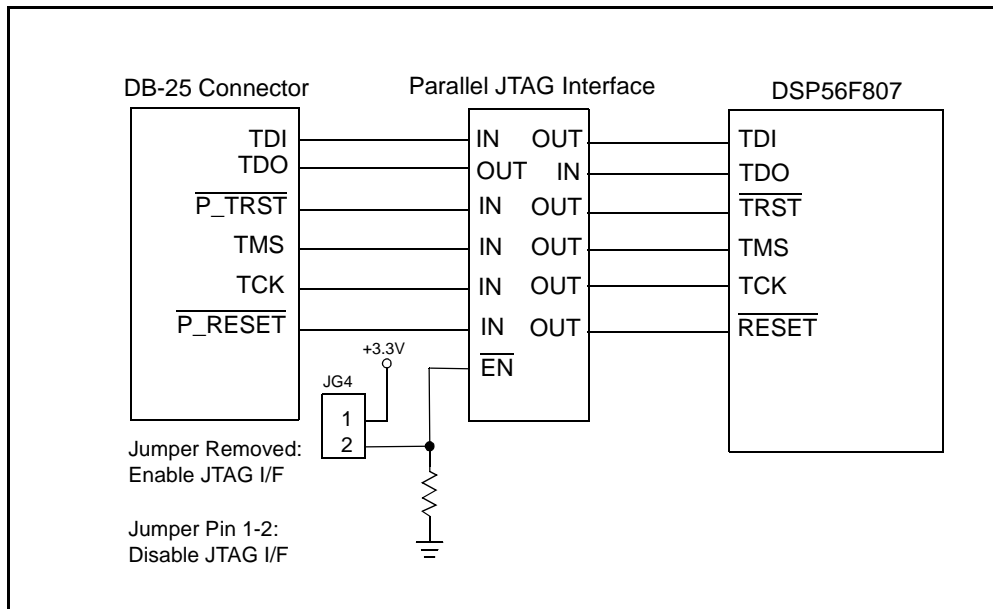 DB-25 Connector
Parallel JTAG Interface
DSP56F807
TDI
IN OUT
TDI
TDO
OUT IN
TDO
P_TRST
IN OUT
TRST
TMS
IN OUT
TMS
TCK
IN OUT
TCK
P_RESET
IN OUT
RESET
+3.3V
EN
JG4
1
2
Jumper Removed:
Enable JTAG I/F
Jumper Pin 1-2:
Disable JTAG I/F